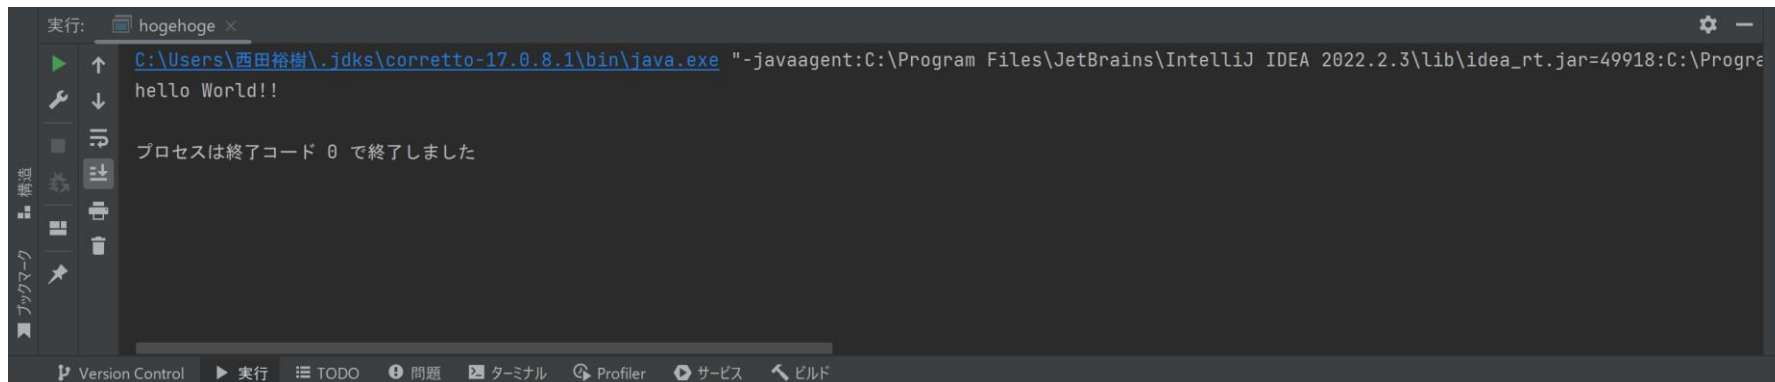 実行: hogehoge
C:\Users\西田裕樹\.jdks\corretto-17.0.8.1\bin\java.exe "-javaagent:C:\Program Files\JetBrains\IntelliJ IDEA 2022.2.3\lib\idea_rt.jar=49918:C:\Progra
hello World!!
プロセスは終了コード 0 で終了しました
構造
ブックマーク
Version Control 実行 TODO 問題 ターミナル Profiler サービス ビルド